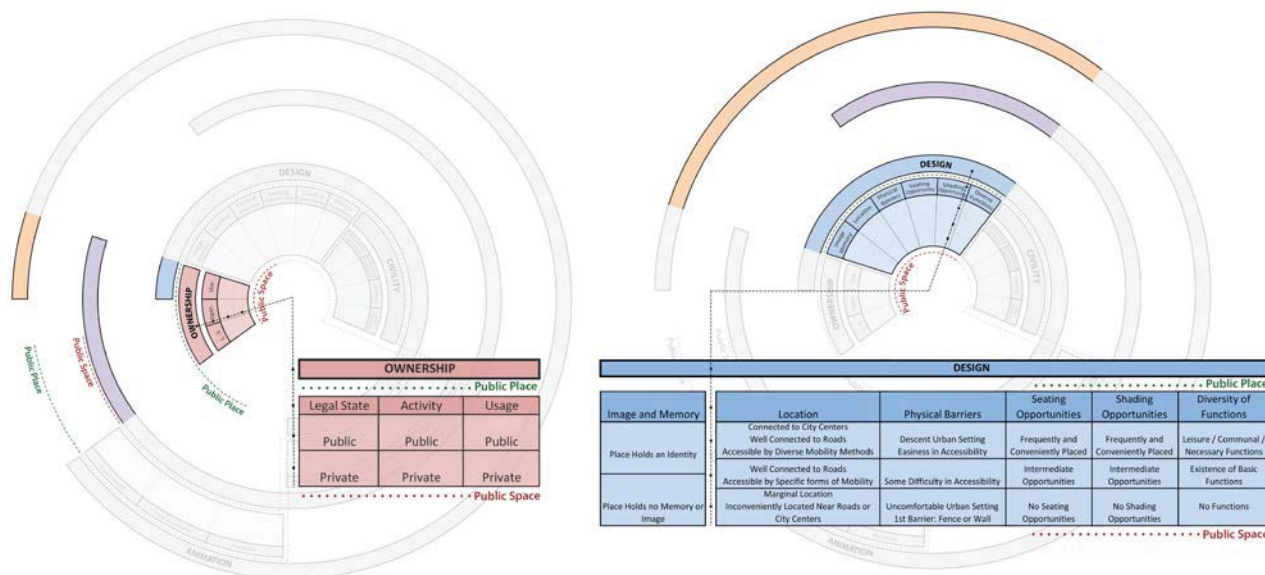 DESIGN
CIVILITY
OWNERSHIP
Public Space
Public Place
Public Space
Public Place
ANIMATION
OWNERSHIP
Public Place
Legal State Activity Usage
Public Public Public
Private Private Private
Public Space
DESIGN
Image Memory
Location
Physical Barriers
Seating Opportunity
Shading Opportunity
Diverse Functions
CIVILITY
OWNERSHIP
Public Space
ANIMATION
DESIGN
Public Place
Image and Memory Location Physical Barriers Seating Opportunities Shading Opportunities Diversity of Functions
Place Holds an Identity
Connected to City Centers
Well Connected to Roads
Accessible by Diverse Mobility Methods
Descent Urban Setting
Easiness in Accessibility
Frequently and
Conveniently Placed
Frequently and
Conveniently Placed
Leisure / Communal /
Necessary Functions
Well Connected to Roads
Accessible by Specific forms of Mobility
Some Difficulty in Accessibility
Intermediate
Opportunities
Intermediate
Opportunities
Existence of Basic
Functions
Place Holds no Memory or
Image
Marginal Location
Inconveniently Located Near Roads or
City Centers
Uncomfortable Urban Setting
1st Barrier: Fence or Wall
No Seating
Opportunities
No Shading
Opportunities
No Functions
Public Space